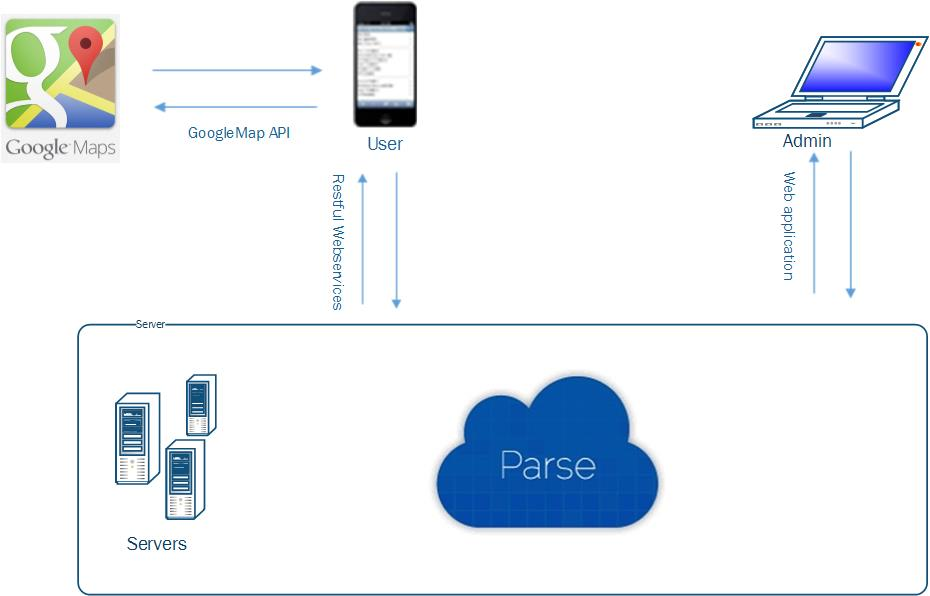 Google Maps
GoogleMap API
User
Admin
Restful Webservices
Web application
Server
Servers
Parse